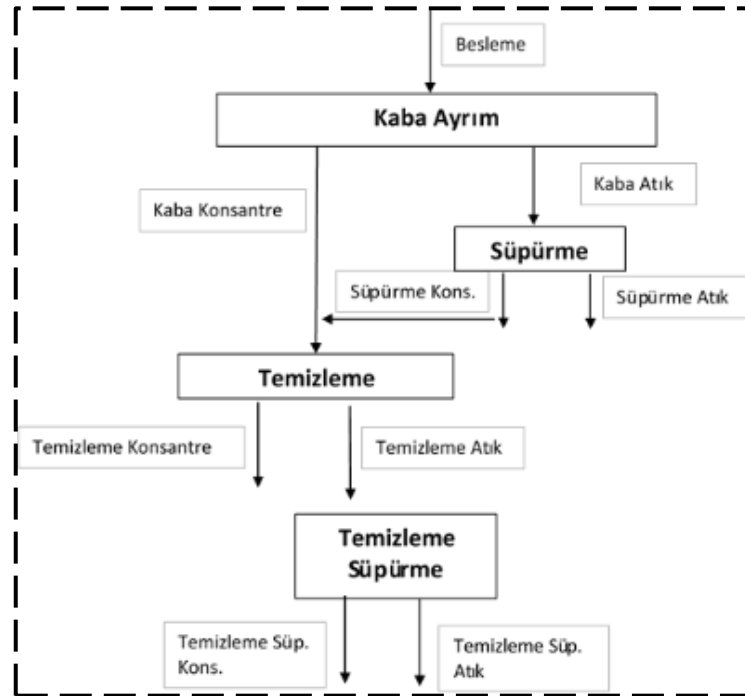 Besleme
Kaba Ayrım
Kaba Konsantre
Kaba Atık
Süpürme
Süpürme Kons.
Süpürme Atık
Temizleme
Temizleme Konsantre
Temizleme Atık
Temizleme
Süpürme
Temizleme Süp.
Kons.
Temizleme Süp.
Atık